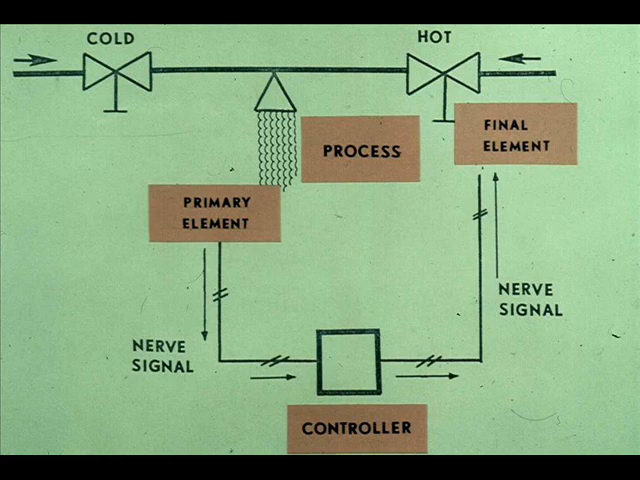 COLD
HOT
PROCESS
FINAL
ELEMENT
PRIMARY
ELEMENT
NERVE
SIGNAL
NERVE
SIGNAL
CONTROLLER